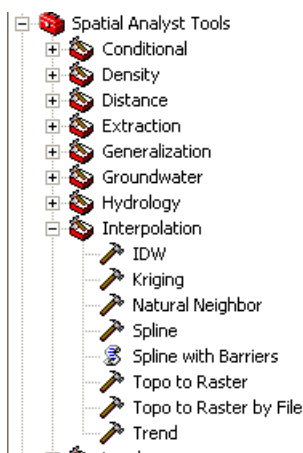 Spatial Analyst Tools
Conditional
Density
Distance
Extraction
Generalization
Groundwater
Hydrology
Interpolation
IDW
Kriging
Natural Neighbor
Spline
Spline with Barriers
Topo to Raster
Topo to Raster by File
Trend